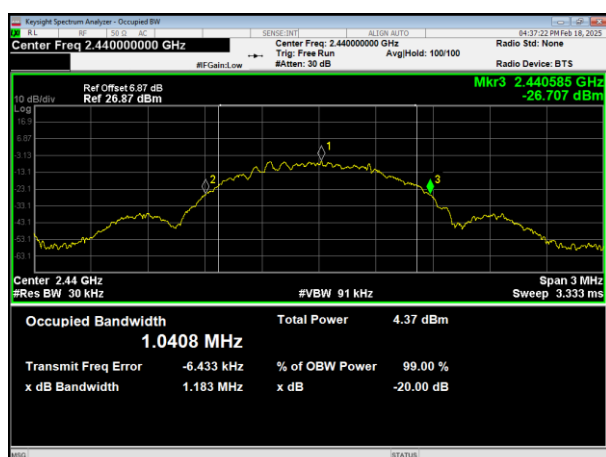 Keysight Spectrum Analyzer - Occupied BW
RL RF 50 Ω AC SENSE:INT ALIGN AUTO 04:37:22 PM Feb 18, 2025
Center Freq 2.440000000 GHz Center Freq: 2.440000000 GHz Radio Std: None
Trig: Free Run Avg|Hold: 100/100
#IFGain:Low #Atten: 30 dB Radio Device: BTS
Ref Offset 6.87 dB Mkr3 2.440585 GHz
10 dB/div Ref 26.87 dBm -26.707 dBm
Log
16.9
6.87
-3.13
-13.1
-23.1
-33.1
-43.1
-53.1
-63.1
1
2
3
Center 2.44 GHz Span 3 MHz
#Res BW 30 kHz #VBW 91 kHz Sweep 3.333 ms
Occupied Bandwidth Total Power 4.37 dBm
1.0408 MHz
Transmit Freq Error -6.433 kHz % of OBW Power 99.00 %
x dB Bandwidth 1.183 MHz x dB -20.00 dB
MSG STATUS